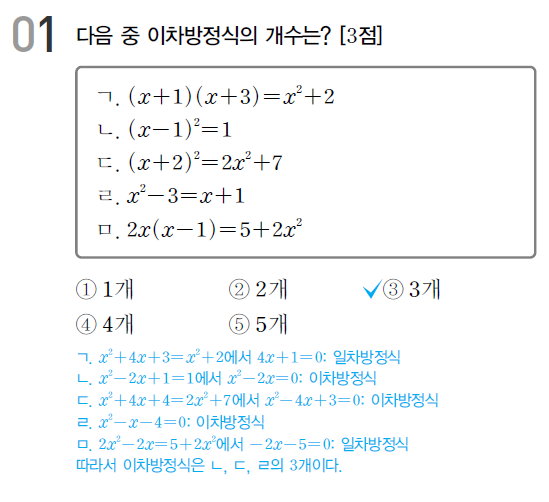 01 다음 중 이차방정식의 개수는? [3점]
ㄱ. (x+1)(x+3)=x²+2
ㄴ. (x-1)²=1
ㄷ. (x+2)²=2x²+7
ㄹ. x²-3=x+1
ㅁ. 2x(x-1)=5+2x²
① 1개 ② 2개 ✓③ 3개
④ 4개 ⑤ 5개
ㄱ. x²+4x+3=x²+2에서 4x+1=0: 일차방정식
ㄴ. x²-2x+1=1에서 x²-2x=0: 이차방정식
ㄷ. x²+4x+4=2x²+7에서 x²-4x+3=0: 이차방정식
ㄹ. x²-x-4=0: 이차방정식
ㅁ. 2x²-2x=5+2x²에서 -2x-5=0: 일차방정식
따라서 이차방정식은 ㄴ, ㄷ, ㄹ의 3개이다.